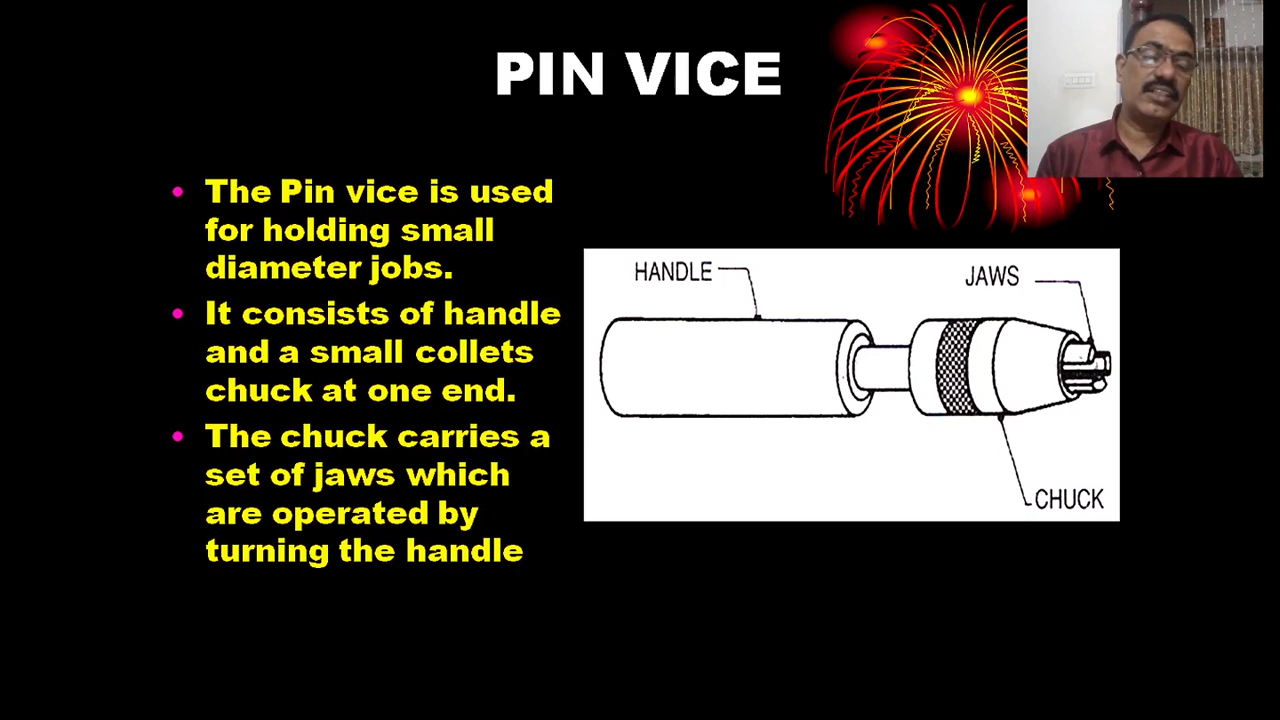 PIN VICE
• The Pin vice is used
for holding small
diameter jobs.
• It consists of handle
and a small collets
chuck at one end.
• The chuck carries a
set of jaws which
are operated by
turning the handle
HANDLE
JAWS
CHUCK